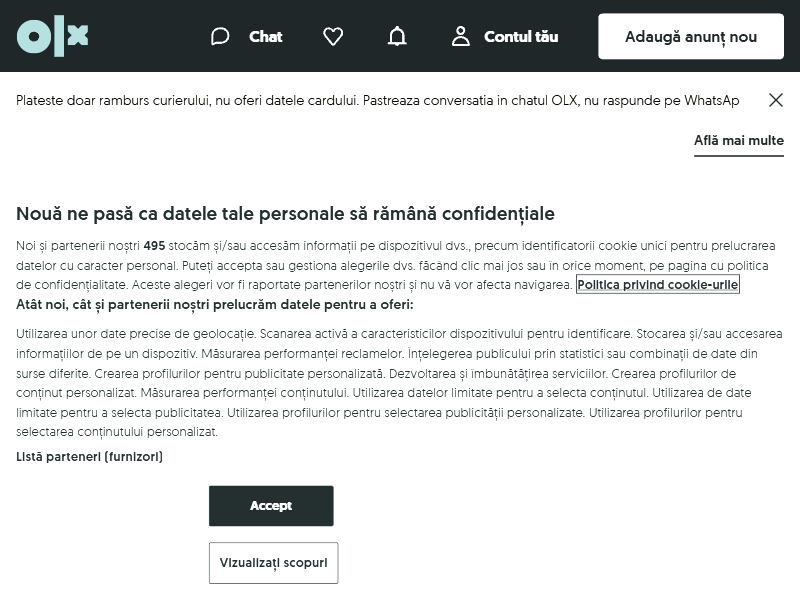 olx
Chat
Contul tău
Adaugă anunț nou
Plateste doar ramburs curierului, nu oferi datele cardului. Pastreaza conversatia in chatul OLX, nu raspunde pe WhatsAp
Află mai multe
Nouă ne pasă ca datele tale personale să rămână confidențiale
Noi și partenerii noștri 495 stocăm și/sau accesăm informații pe dispozitivul dvs., precum identificatorii cookie unici pentru prelucrarea
datelor cu caracter personal. Puteți accepta sau gestiona alegerile dvs. făcând clic mai jos sau în orice moment, pe pagina cu politica
de confidențialitate. Aceste alegeri vor fi raportate partenerilor noștri și nu vă vor afecta navigarea. Politica privind cookie-urile
Atât noi, cât și partenerii noștri prelucrăm datele pentru a oferi:
Utilizarea unor date precise de geolocație. Scanarea activă a caracteristicilor dispozitivului pentru identificare. Stocarea și/sau accesarea
informațiilor de pe un dispozitiv. Măsurarea performanței reclamelor. Înțelegerea publicului prin statistici sau combinații de date din
surse diferite. Crearea profilurilor pentru publicitate personalizată. Dezvoltarea și îmbunătățirea serviciilor. Crearea profilurilor de
conținut personalizat. Măsurarea performanței conținutului. Utilizarea datelor limitate pentru a selecta conținutul. Utilizarea de date
limitate pentru a selecta publicitatea. Utilizarea profilurilor pentru selectarea publicității personalizate. Utilizarea profilurilor pentru
selectarea conținutului personalizat.
Listă parteneri (furnizori)
Accept
Vizualizați scopuri